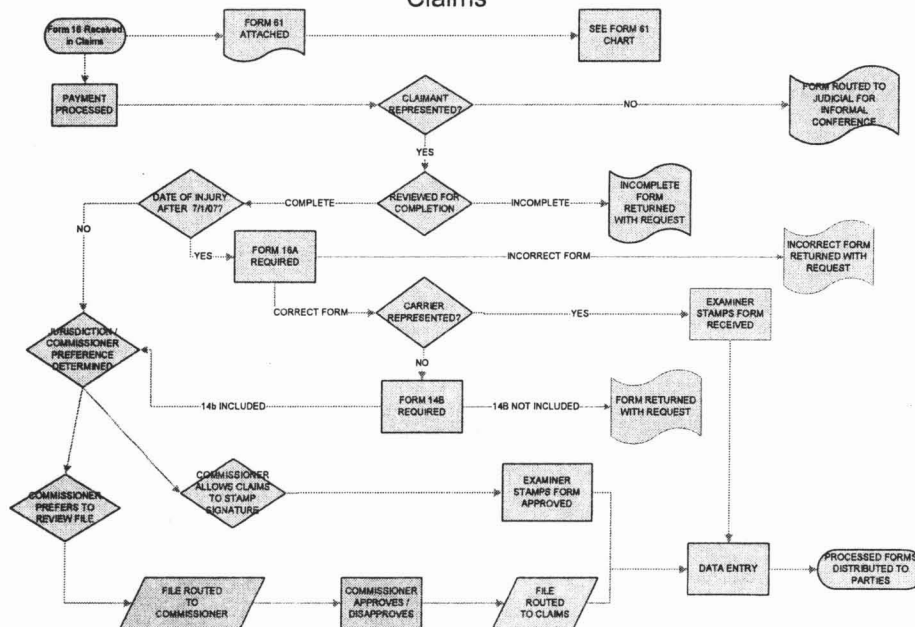 Claims
Form 16 Received
in Claims
FORM 61
ATTACHED
SEE FORM 61
CHART
PAYMENT
PROCESSED
CLAIMANT
REPRESENTED?
NO
FORM ROUTED TO
JUDICIAL FOR
INFORMAL
CONFERENCE
YES
DATE OF INJURY
AFTER 7/1/07?
COMPLETE
REVIEWED FOR
COMPLETION
INCOMPLETE
INCOMPLETE
FORM
RETURNED
WITH REQUEST
NO
YES
FORM 16A
REQUIRED
INCORRECT FORM
INCORRECT FORM
RETURNED WITH
REQUEST
CORRECT FORM
CARRIER
REPRESENTED?
YES
EXAMINER
STAMPS FORM
RECEIVED
JURISDICTION /
COMMISSIONER
PREFERENCE
DETERMINED
NO
14b INCLUDED
FORM 14B
REQUIRED
14B NOT INCLUDED
FORM RETURNED
WITH REQUEST
COMMISSIONER
PREFERS TO
REVIEW FILE
COMMISSIONER
ALLOWS CLAIMS
TO STAMP
SIGNATURE
EXAMINER
STAMPS FORM
APPROVED
DATA ENTRY
PROCESSED FORMS
DISTRIBUTED TO
PARTIES
FILE ROUTED
TO
COMMISSIONER
COMMISSIONER
APPROVES /
DISAPPROVES
FILE
ROUTED
TO CLAIMS